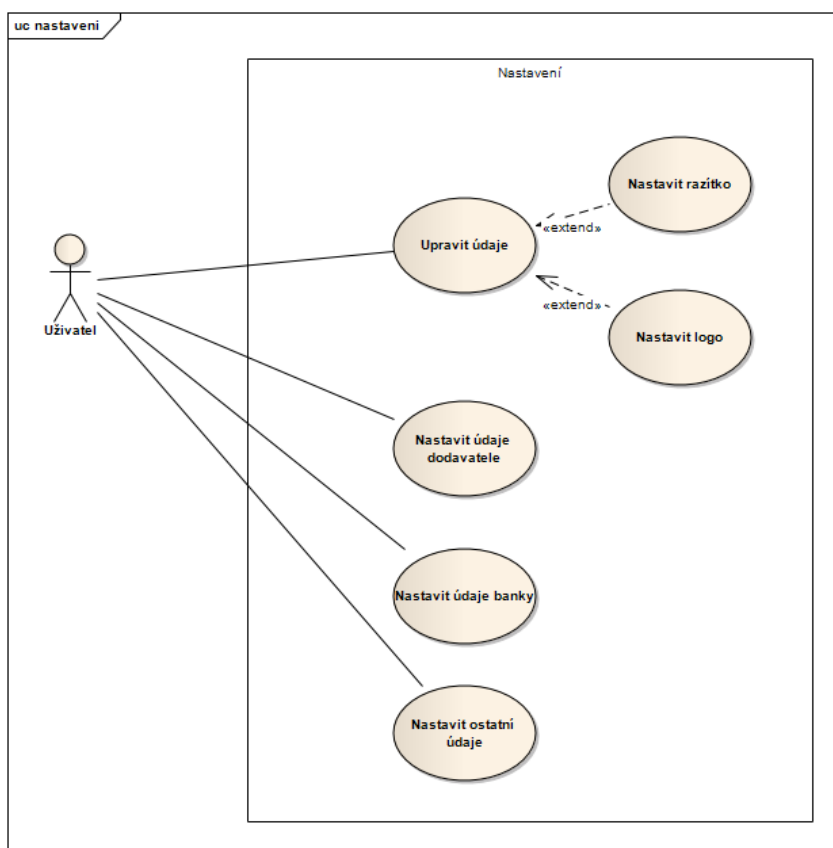 uc nastaveni
Nastavení
Nastavit razítko
«extend»
Upravit údaje
«extend»
Nastavit logo
Uživatel
Nastavit údaje
dodavatele
Nastavit údaje banky
Nastavit ostatní
údaje